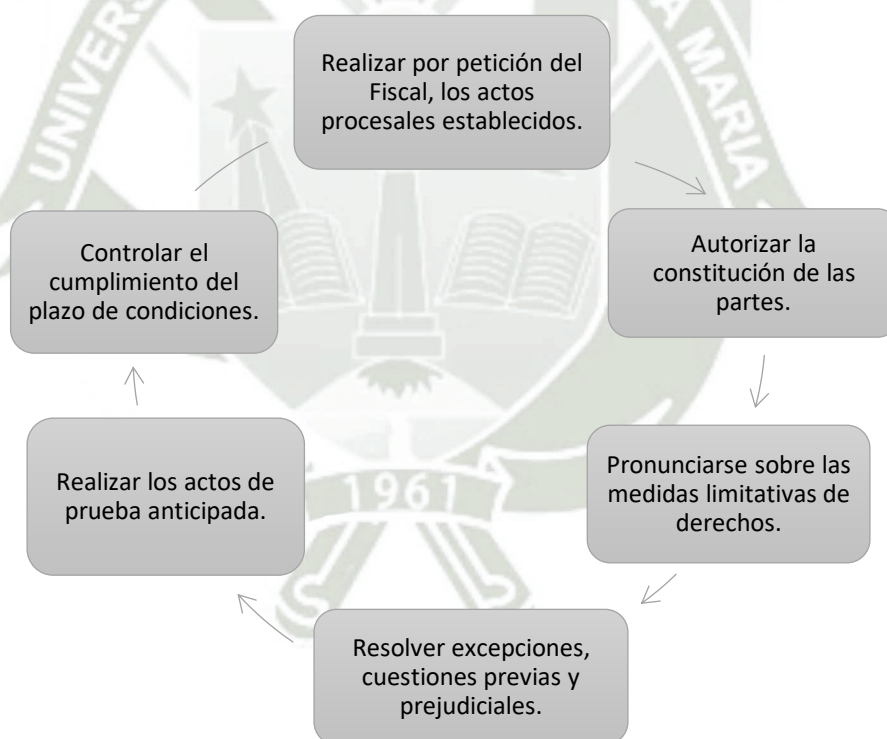 UNIVERS
A MARIA
Realizar por petición del
Fiscal, los actos
procesales establecidos.
Autorizar la
constitución de las
partes.
Pronunciarse sobre las
medidas limitativas de
derechos.
Resolver excepciones,
cuestiones previas y
prejudiciales.
Realizar los actos de
prueba anticipada.
Controlar el
cumplimiento del
plazo de condiciones.
1961